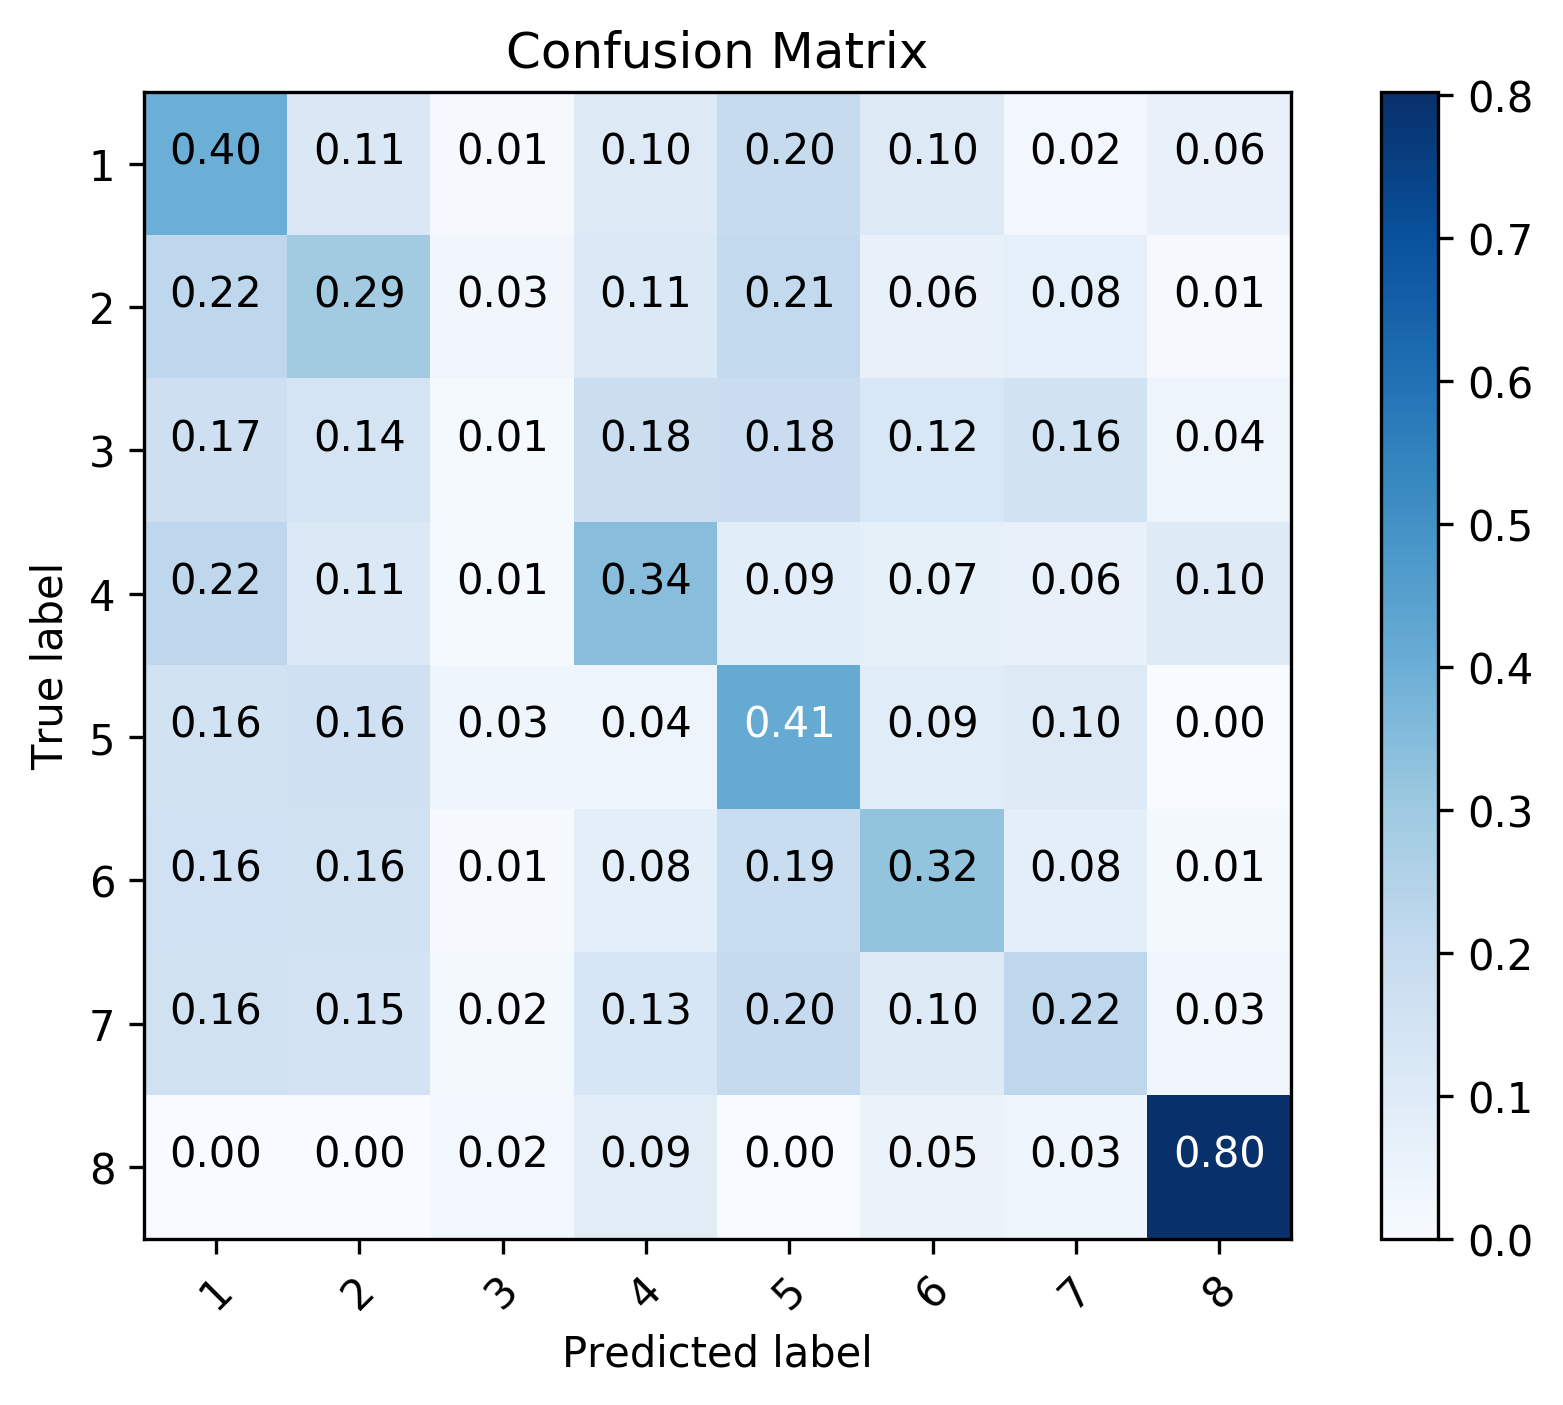 Confusion Matrix
1 0.40 0.11 0.01 0.10 0.20 0.10 0.02 0.06
2 0.22 0.29 0.03 0.11 0.21 0.06 0.08 0.01
3 0.17 0.14 0.01 0.18 0.18 0.12 0.16 0.04
4 0.22 0.11 0.01 0.34 0.09 0.07 0.06 0.10
5 0.16 0.16 0.03 0.04 0.41 0.09 0.10 0.00
6 0.16 0.16 0.01 0.08 0.19 0.32 0.08 0.01
7 0.16 0.15 0.02 0.13 0.20 0.10 0.22 0.03
8 0.00 0.00 0.02 0.09 0.00 0.05 0.03 0.80
1 2 3 4 5 6 7 8
Predicted label
True label
0.8
0.7
0.6
0.5
0.4
0.3
0.2
0.1
0.0